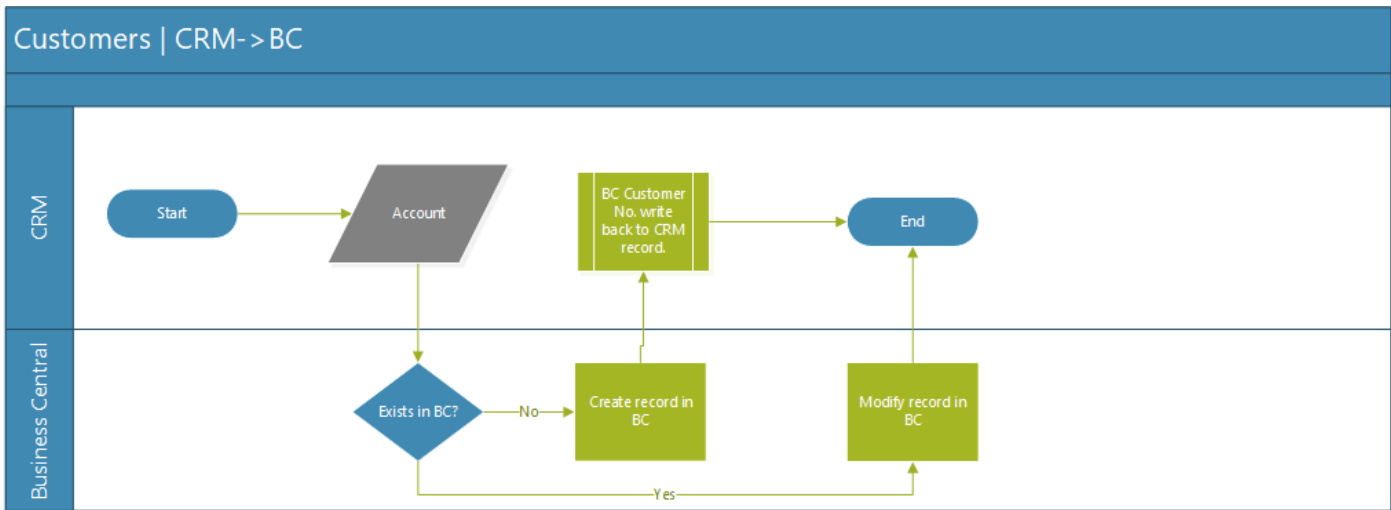 Customers | CRM->BC
CRM
Start
Account
BC Customer
No. write
back to CRM
record.
End
Business Central
Exists in BC?
No
Create record in
BC
Modify record in
BC
Yes